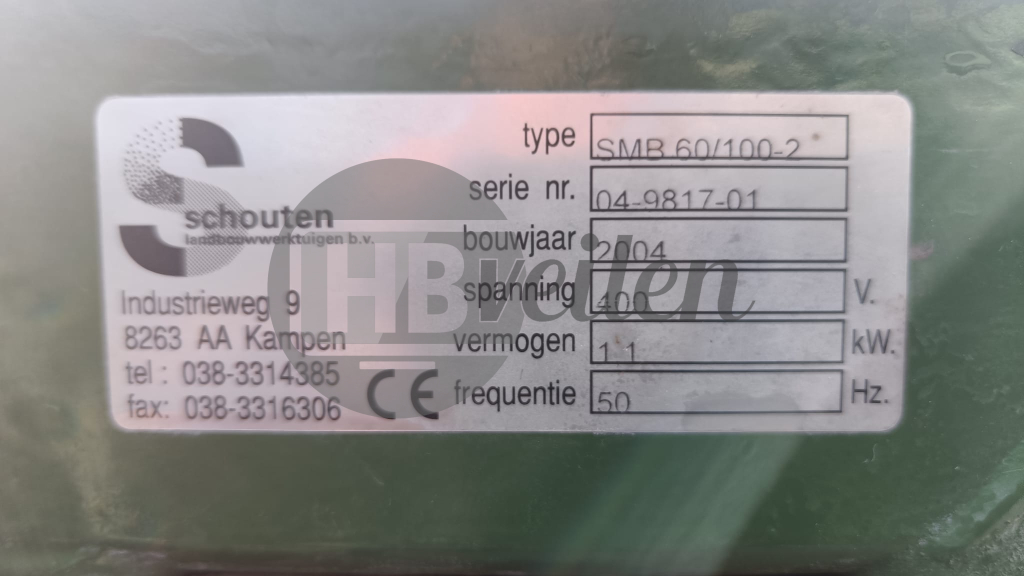 schouten
landbouwwerktuigen b.v.
Industrieweg 9
8263 AA Kampen
tel : 038-3314385
fax: 038-3316306
CE
type SMB 60/100-2
serie nr. 04-9817-01
bouwjaar 2004
spanning 400 V.
vermogen 1.1 kW.
frequentie 50 Hz.
HBveilen